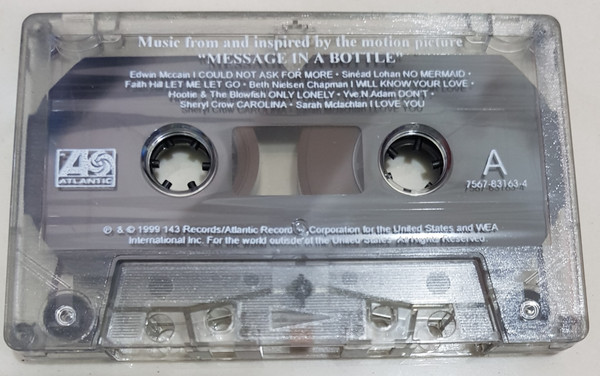 Music from and inspired by the motion picture
"MESSAGE IN A BOTTLE"
Edwin Mccain I COULD NOT ASK FOR MORE • Sinéad Lohan NO MERMAID •
Faith Hill LET ME LET GO • Beth Nielsen Chapman I WILL KNOW YOUR LOVE •
Hootie & The Blowfish ONLY LONELY • Yve.N.Adam DON'T •
Sheryl Crow CAROLINA • Sarah Mclachlan I LOVE YOU
ATLANTIC
A
7567-83163-4
℗ & © 1999 143 Records/Atlantic Record Corporation for the United States and WEA
International Inc. For the world outside of the United States. All Rights Reserved.